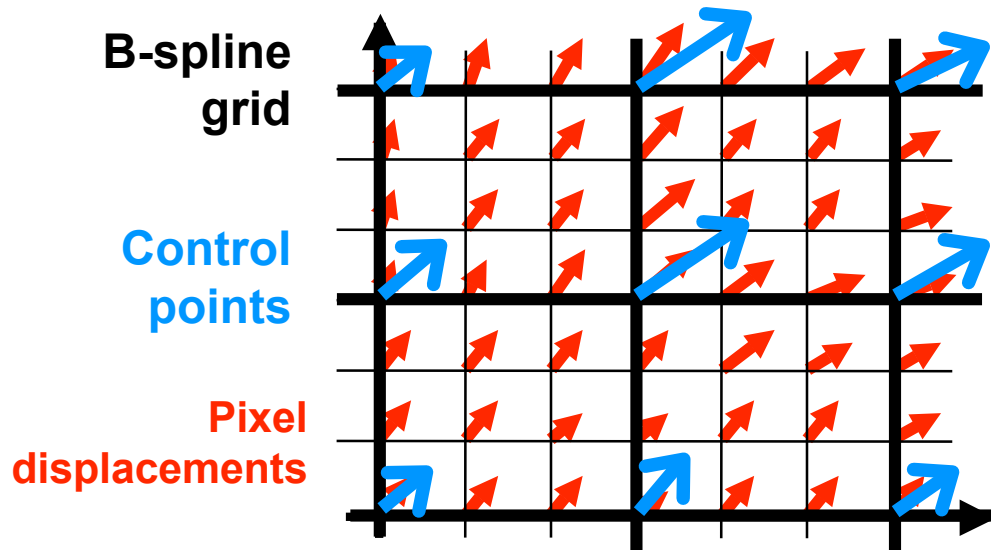 B-spline
grid
Control
points
Pixel
displacements